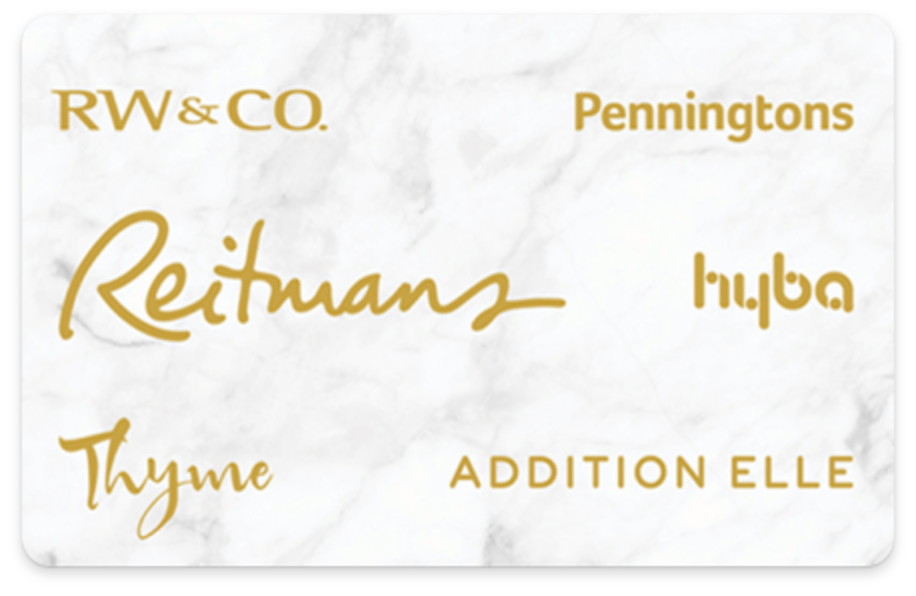 RW&CO.
Penningtons
Reitmans
hyba
Thyme
ADDITION ELLE